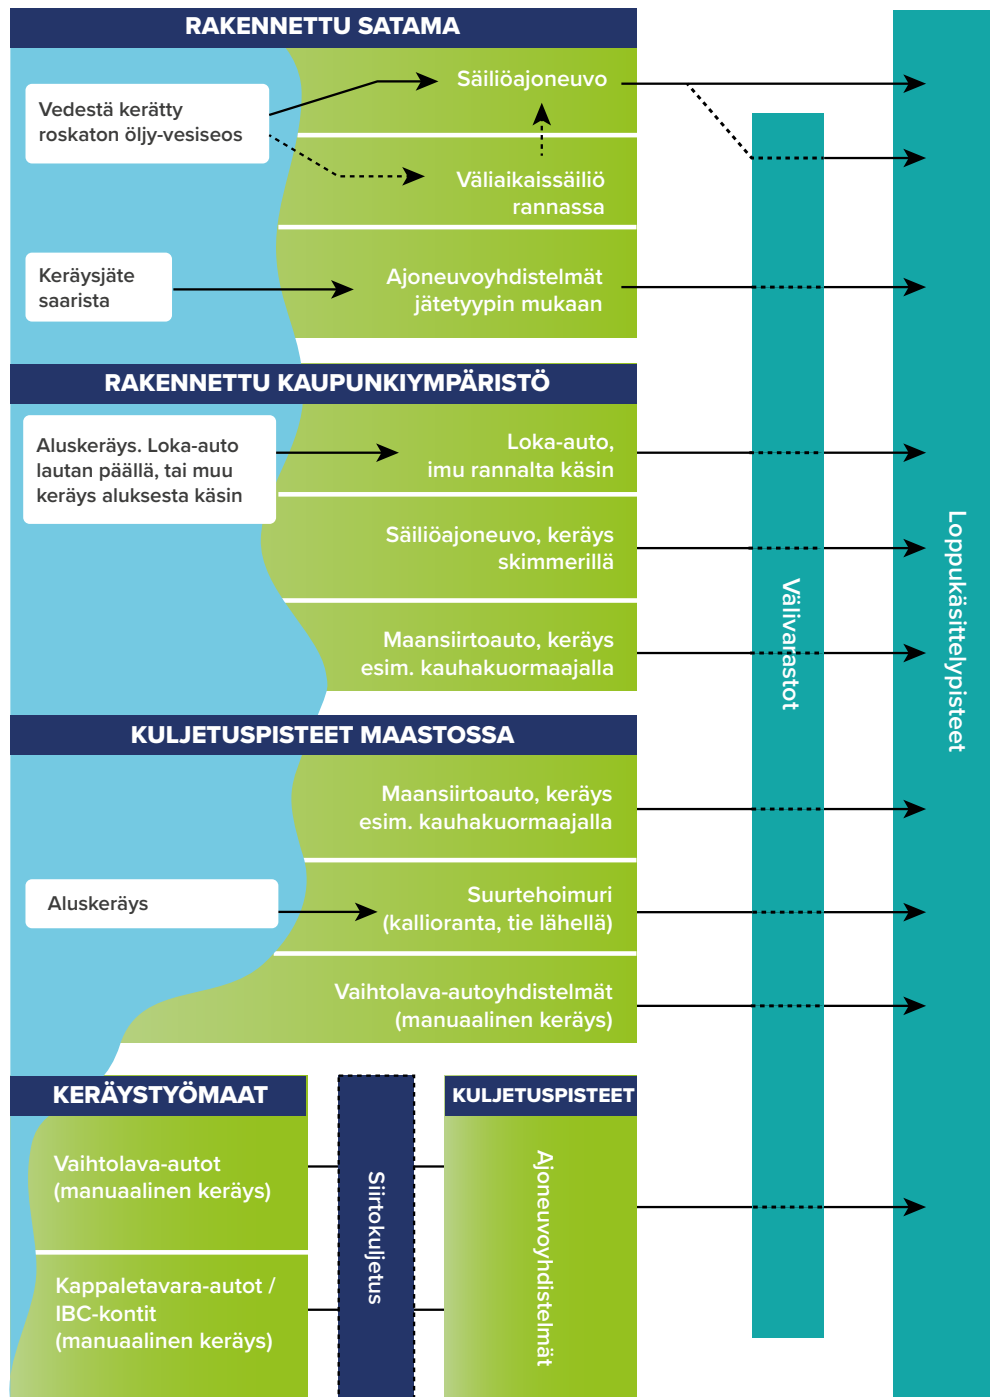 RAKENNETTU SATAMA
Säiliöajoneuvo
Vedestä kerätty
roskaton öljy-vesiseos
Väliaikaissäiliö
rannassa
Keräysjäte
saarista
Ajoneuvoyhdistelmät
jätetyypin mukaan
RAKENNETTU KAUPUNKIYMPÄRISTÖ
Aluskeräys. Loka-auto
lautan päällä, tai muu
keräys aluksesta käsin
Loka-auto,
imu rannalta käsin
Säiliöajoneuvo, keräys
skimmerillä
Maansiirtoauto, keräys
esim. kauhakuormaajalla
KULJETUSPISTEET MAASTOSSA
Maansiirtoauto, keräys
esim. kauhakuormaajalla
Aluskeräys
Suurtehoimuri
(kallioranta, tie lähellä)
Vaihtolava-autoyhdistelmät
(manuaalinen keräys)
KERÄYSTYÖMAAT
Vaihtolava-autot
(manuaalinen keräys)
Kappaletavara-autot /
IBC-kontit
(manuaalinen keräys)
Siirtokuljetus
KULJETUSPISTEET
Ajoneuvoyhdistelmät
Välivarastot
Loppukäsittelypisteet